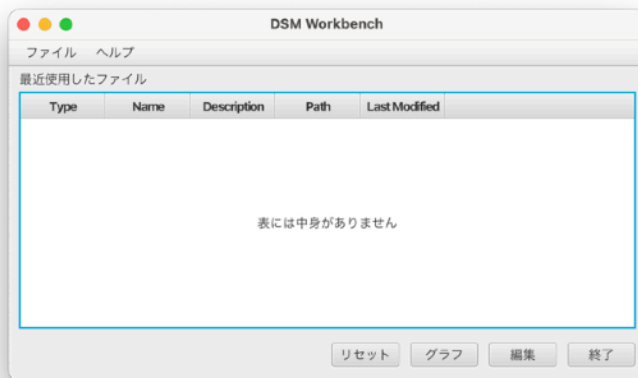 DSM Workbench
ファイル ヘルプ
最近使用したファイル
Type Name Description Path Last Modified
表には中身がありません
リセット グラフ 編集 終了